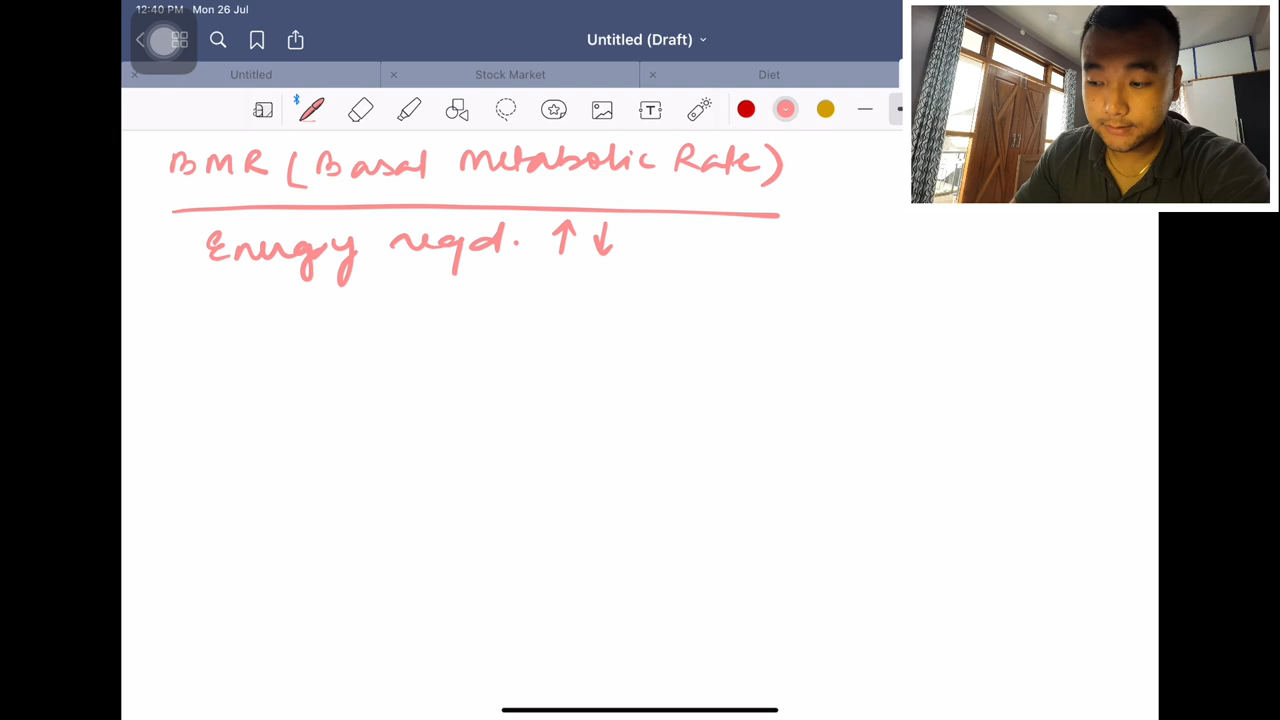 12:40 PM Mon 26 Jul
Untitled (Draft)
Untitled
Stock Market
Diet
T
BMR (Basal Metabolic Rate)
Energy reqd. ↑ ↓